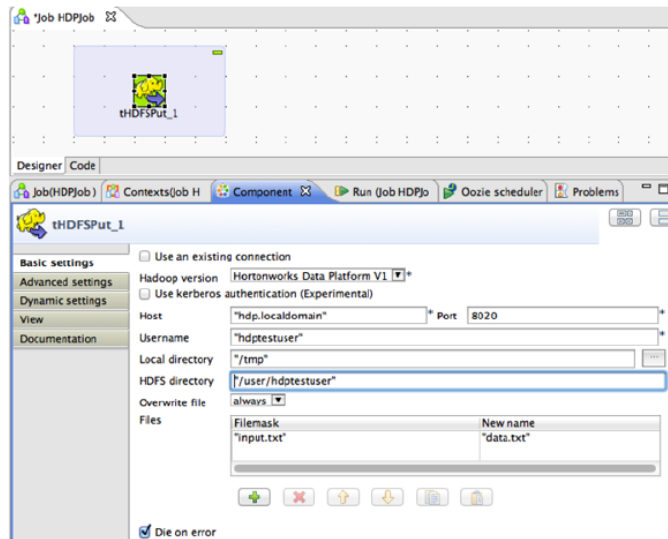 *Job HDPJob
tHDFSPut_1
Designer Code
Job(HDPJob) Contexts(Job H Component Run (Job HDPJo Oozie scheduler Problems
tHDFSPut_1
Basic settings
Advanced settings
Dynamic settings
View
Documentation
Use an existing connection
Hadoop version Hortonworks Data Platform V1 *
Use kerberos authentication (Experimental)
Host "hdp.localdomain" * Port 8020 *
Username "hdptestuser" *
Local directory "/tmp" ...
HDFS directory "/user/hdptestuser"
Overwrite file always
Files
Filemask New name
"input.txt" "data.txt"
Die on error